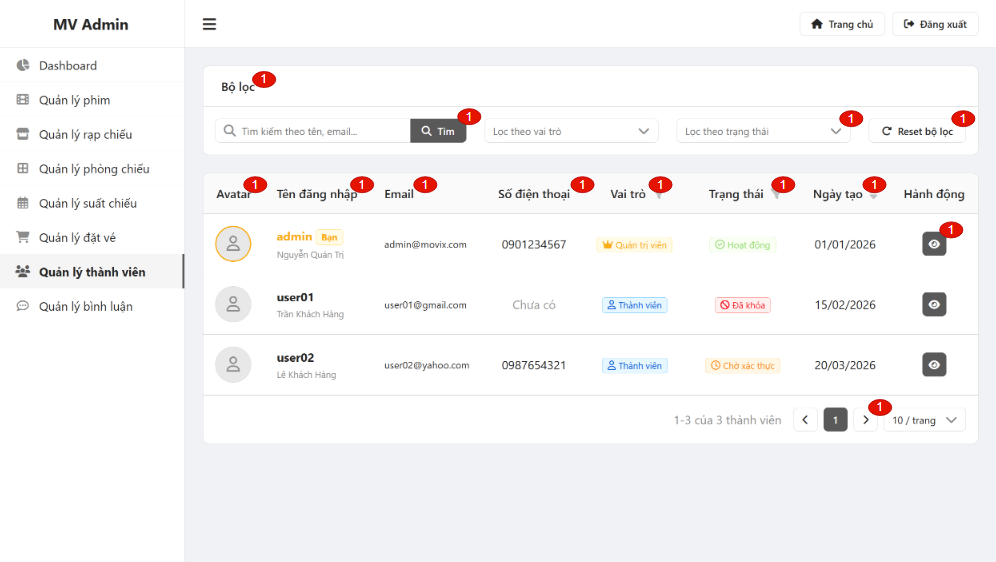 MV Admin
Trang chủ
Đăng xuất
Dashboard
Quản lý phim
Quản lý rạp chiếu
Quản lý phòng chiếu
Quản lý suất chiếu
Quản lý đặt vé
Quản lý thành viên
Quản lý bình luận
Bộ lọc 1
Tìm kiếm theo tên, email... Tìm 1 Lọc theo vai trò Lọc theo trạng thái 1 Reset bộ lọc 1
Avatar 1 Tên đăng nhập 1 Email 1 Số điện thoại 1 Vai trò 1 Trạng thái 1 Ngày tạo 1 Hành động
admin Bạn admin@movix.com 0901234567 Quản trị viên Hoạt động 01/01/2026 1
Nguyễn Quản Trị
user01 user01@gmail.com Chưa có Thành viên Đã khóa 15/02/2026
Trần Khách Hàng
user02 user02@yahoo.com 0987654321 Thành viên Chờ xác thực 20/03/2026
Lê Khách Hàng
1-3 của 3 thành viên 1 1 10 / trang